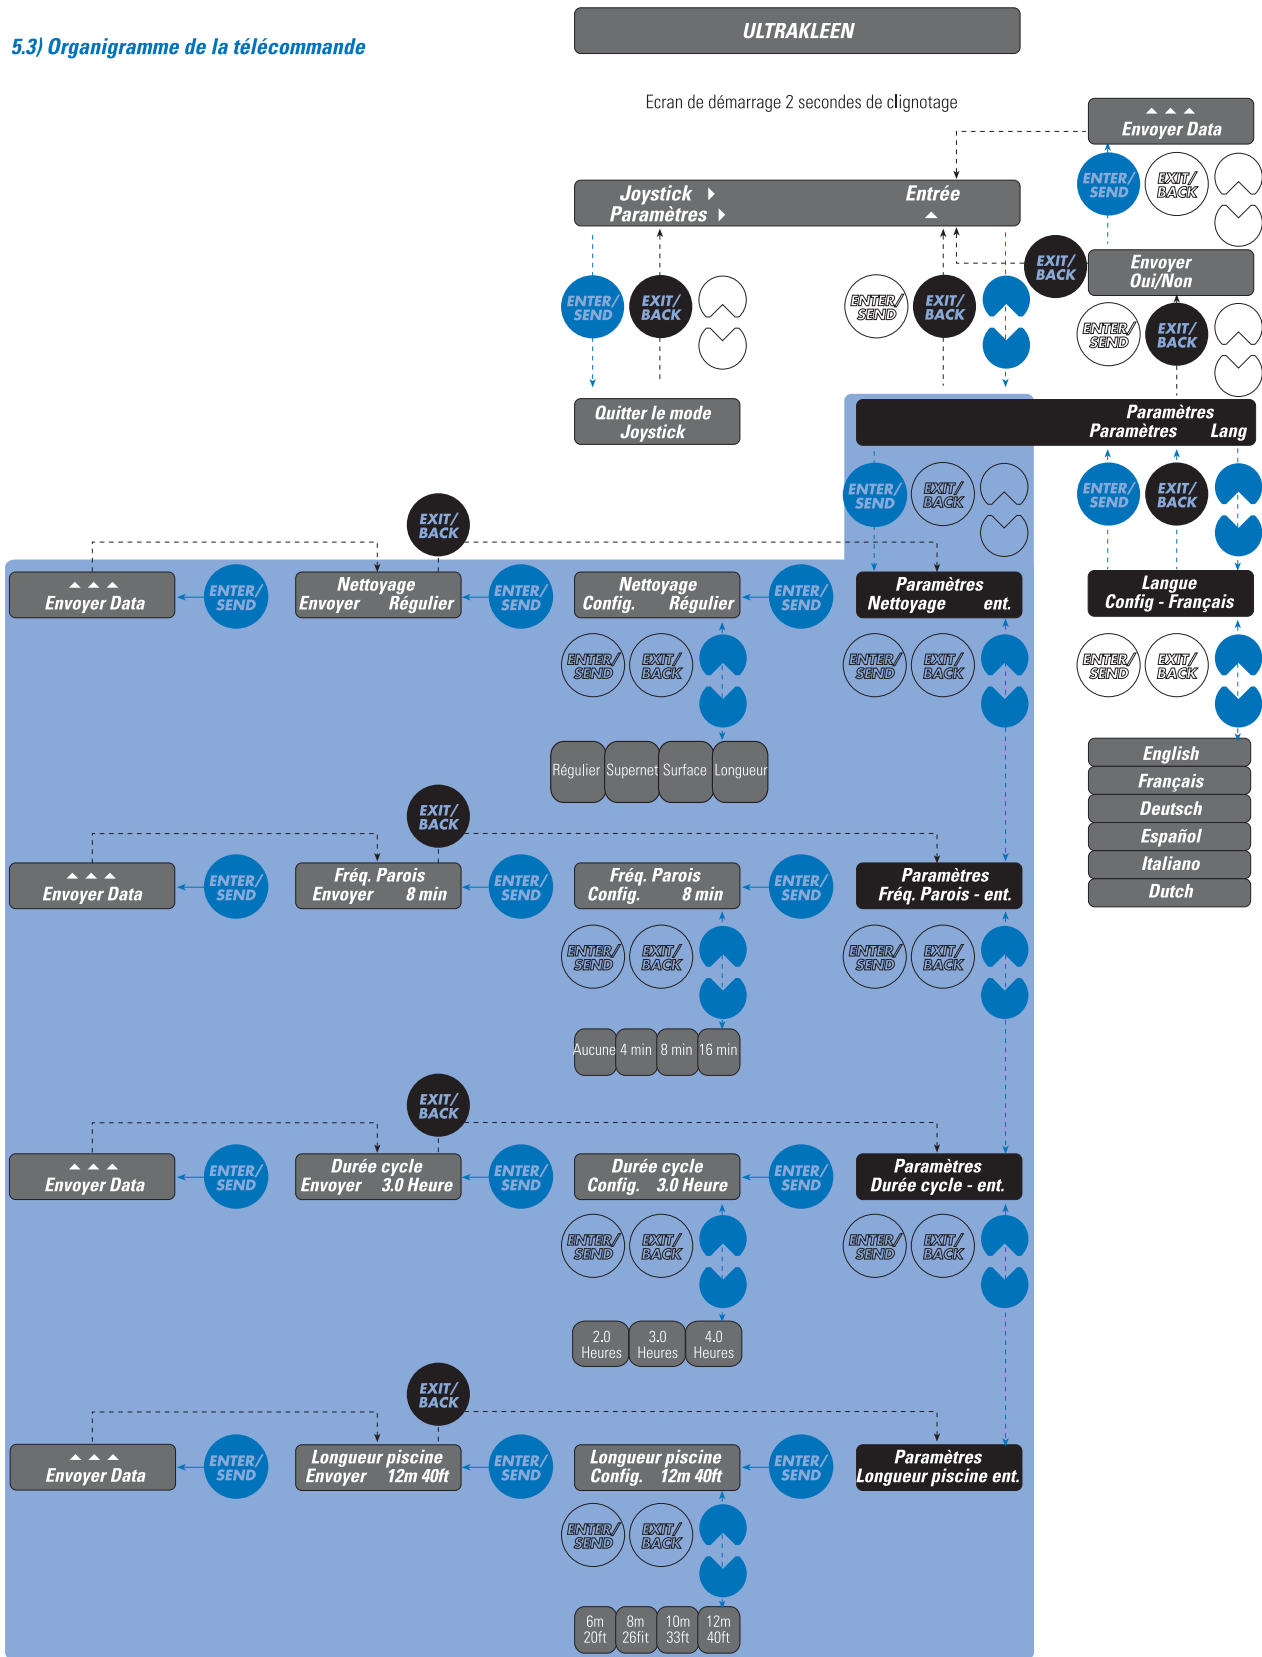 5.3) Organigramme de la télécommande
ULTRAKLEEN
Ecran de démarrage 2 secondes de clignotage
Envoyer Data
ENTER/
SEND
EXIT/
BACK
Joystick
Paramètres
Entrée
EXIT/
BACK
Envoyer
Oui/Non
ENTER/
SEND
EXIT/
BACK
ENTER/
SEND
EXIT/
BACK
ENTER/
SEND
EXIT/
BACK
Quitter le mode
Joystick
Paramètres
Paramètres Lang
ENTER/
SEND
EXIT/
BACK
ENTER/
SEND
EXIT/
BACK
EXIT/
BACK
Envoyer Data
ENTER/
SEND
Nettoyage
Envoyer Régulier
ENTER/
SEND
Nettoyage
Config. Régulier
ENTER/
SEND
Paramètres
Nettoyage ent.
Langue
Config - Français
ENTER/
SEND
EXIT/
BACK
ENTER/
SEND
EXIT/
BACK
ENTER/
SEND
EXIT/
BACK
Régulier Supernet Surface Longueur
English
Français
Deutsch
Español
Italiano
Dutch
EXIT/
BACK
Envoyer Data
ENTER/
SEND
Fréq. Parois
Envoyer 8 min
ENTER/
SEND
Fréq. Parois
Config. 8 min
ENTER/
SEND
Paramètres
Fréq. Parois - ent.
ENTER/
SEND
EXIT/
BACK
ENTER/
SEND
EXIT/
BACK
Aucune 4 min 8 min 16 min
EXIT/
BACK
Envoyer Data
ENTER/
SEND
Durée cycle
Envoyer 3.0 Heure
ENTER/
SEND
Durée cycle
Config. 3.0 Heure
ENTER/
SEND
Paramètres
Durée cycle - ent.
ENTER/
SEND
EXIT/
BACK
ENTER/
SEND
EXIT/
BACK
2.0
Heures
3.0
Heures
4.0
Heures
EXIT/
BACK
Envoyer Data
ENTER/
SEND
Longueur piscine
Envoyer 12m 40ft
ENTER/
SEND
Longueur piscine
Config. 12m 40ft
ENTER/
SEND
Paramètres
Longueur piscine ent.
ENTER/
SEND
EXIT/
BACK
6m
20ft
8m
26fit
10m
33ft
12m
40ft